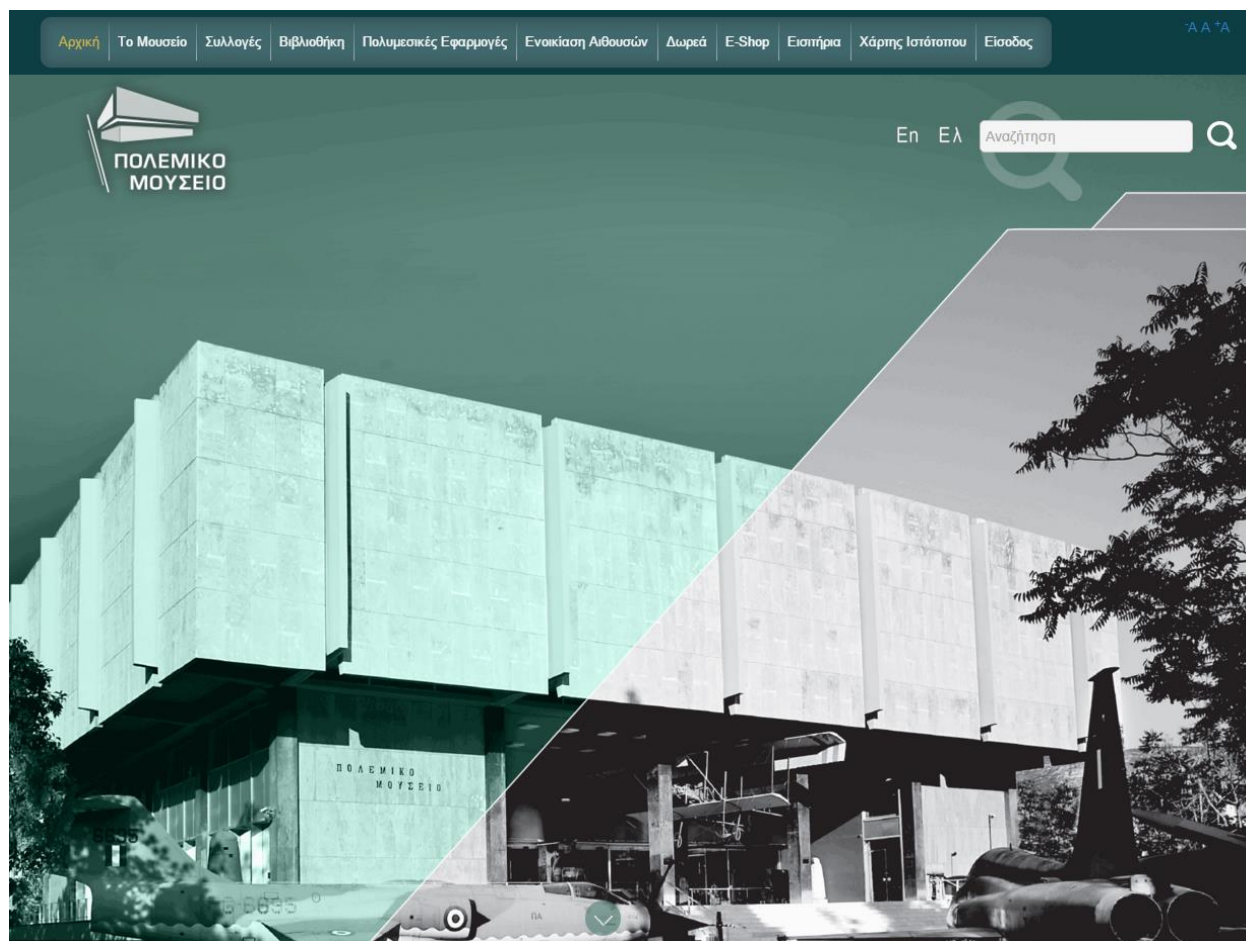 Αρχική Το Μουσείο Συλλογές Βιβλιοθήκη Πολυμεσικές Εφαρμογές Ενοικίαση Αιθουσών Δωρεά E-Shop Εισιτήρια Χάρτης Ιστότοπου Είσοδος
-A A +A
ΠΟΛΕΜΙΚΟ
ΜΟΥΣΕΙΟ
En Ελ Αναζήτηση
ΠΟΛΕΜΙΚΟ
ΜΟΥΣΕΙΟ
6695